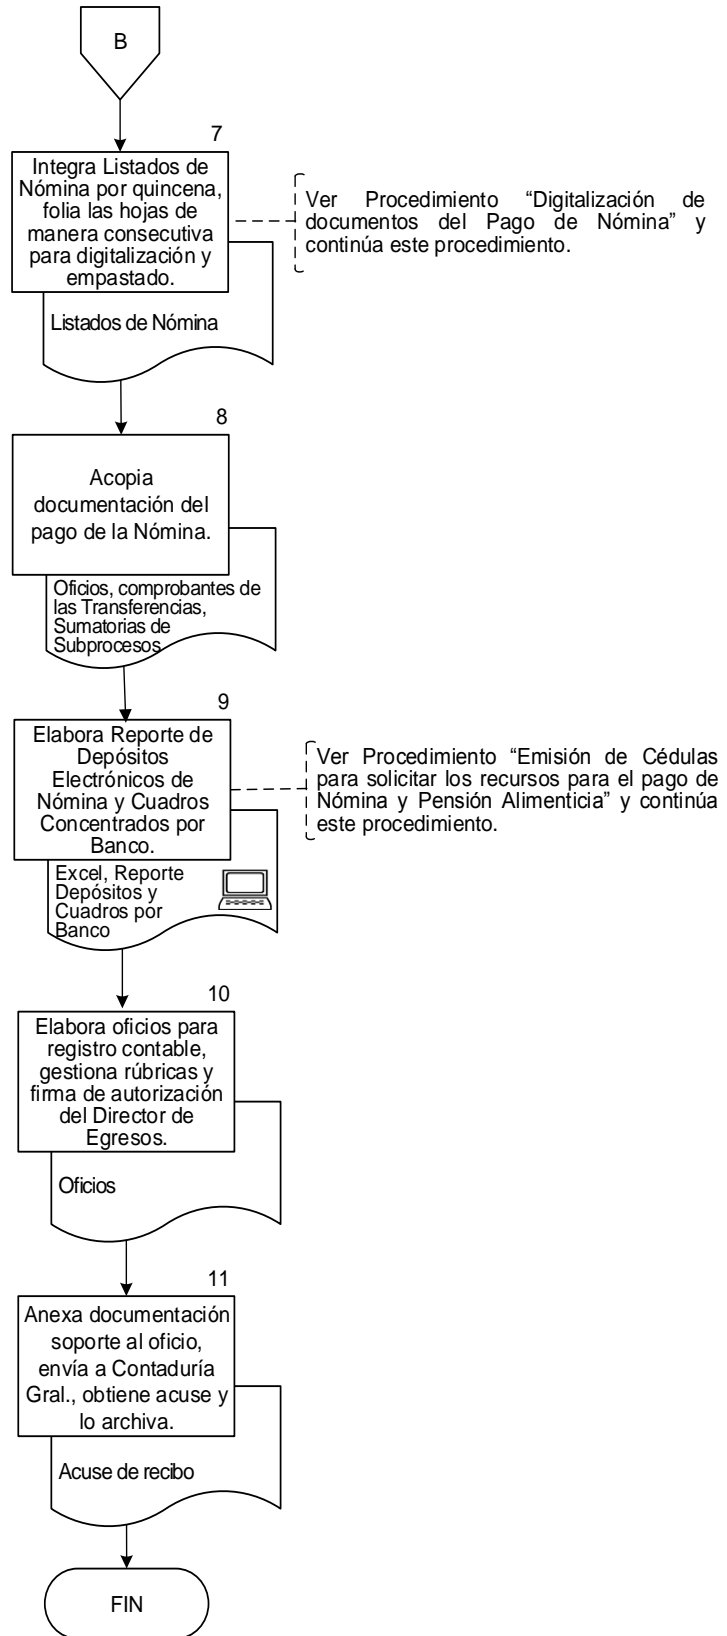 B
7
Integra Listados de
Nómina por quincena,
folia las hojas de
manera consecutiva
para digitalización y
empastado.
Ver Procedimiento “Digitalización de
documentos del Pago de Nómina” y
continúa este procedimiento.
Listados de Nómina
8
Acopia
documentación del
pago de la Nómina.
Oficios, comprobantes de
las Transferencias,
Sumatorias de
Subprocesos
9
Elabora Reporte de
Depósitos
Electrónicos de
Nómina y Cuadros
Concentrados por
Banco.
Ver Procedimiento “Emisión de Cédulas
para solicitar los recursos para el pago de
Nómina y Pensión Alimenticia” y continúa
este procedimiento.
Excel, Reporte
Depósitos y
Cuadros por
Banco
10
Elabora oficios para
registro contable,
gestiona rúbricas y
firma de autorización
del Director de
Egresos.
Oficios
11
Anexa documentación
soporte al oficio,
envía a Contaduría
Gral., obtiene acuse y
lo archiva.
Acuse de recibo
FIN